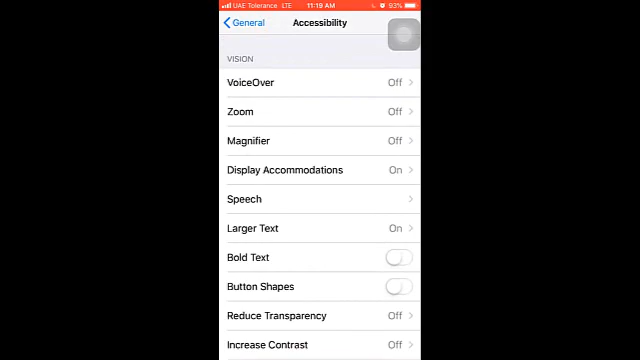 UAE Tolerance LTE 11:19 AM 93%
General Accessibility
VISION
VoiceOver Off
Zoom Off
Magnifier Off
Display Accommodations On
Speech
Larger Text On
Bold Text
Button Shapes
Reduce Transparency Off
Increase Contrast Off